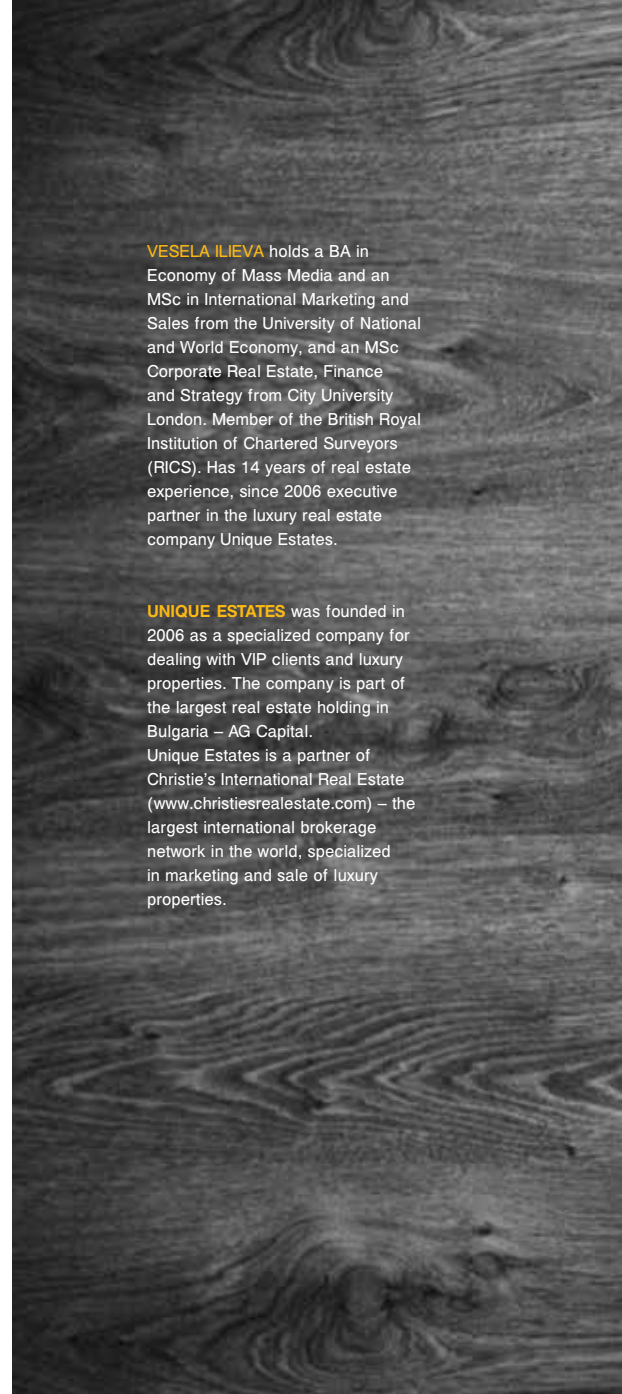 VESELA ILIEVA holds a BA in
Economy of Mass Media and an
MSc in International Marketing and
Sales from the University of National
and World Economy, and an MSc
Corporate Real Estate, Finance
and Strategy from City University
London. Member of the British Royal
Institution of Chartered Surveyors
(RICS). Has 14 years of real estate
experience, since 2006 executive
partner in the luxury real estate
company Unique Estates.
UNIQUE ESTATES was founded in
2006 as a specialized company for
dealing with VIP clients and luxury
properties. The company is part of
the largest real estate holding in
Bulgaria – AG Capital.
Unique Estates is a partner of
Christie’s International Real Estate
(www.christiesrealestate.com) – the
largest international brokerage
network in the world, specialized
in marketing and sale of luxury
properties.